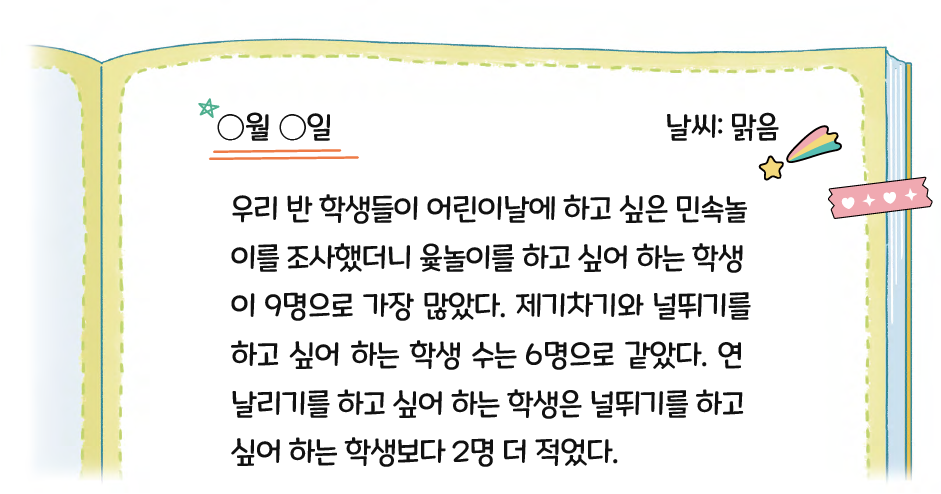 ○월 ○일
날씨: 맑음
우리 반 학생들이 어린이날에 하고 싶은 민속놀
이를 조사했더니 윷놀이를 하고 싶어 하는 학생
이 9명으로 가장 많았다. 제기차기와 널뛰기를
하고 싶어 하는 학생 수는 6명으로 같았다. 연
날리기를 하고 싶어 하는 학생은 널뛰기를 하고
싶어 하는 학생보다 2명 더 적었다.